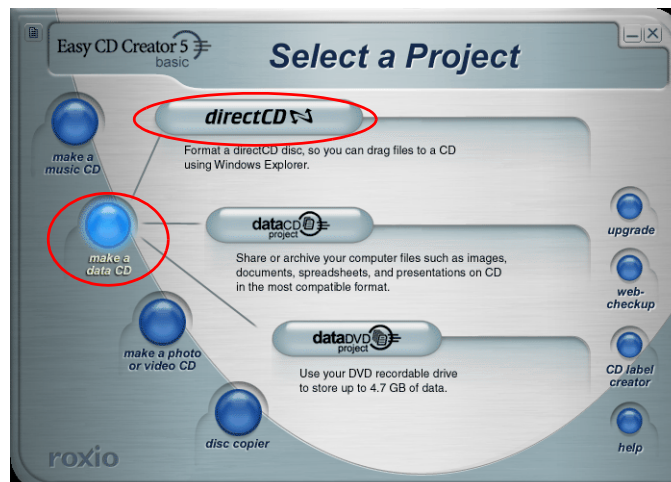 Easy CD Creator 5
basic
Select a Project
directCD
Format a directCD disc, so you can drag files to a CD
using Windows Explorer.
make a
music CD
dataCD
project
Share or archive your computer files such as images,
documents, spreadsheets, and presentations on CD
in the most compatible format.
make a
data CD
dataDVD
project
Use your DVD recordable drive
to store up to 4.7 GB of data.
make a photo
or video CD
disc copier
upgrade
web-
checkup
CD label
creator
help
roxio